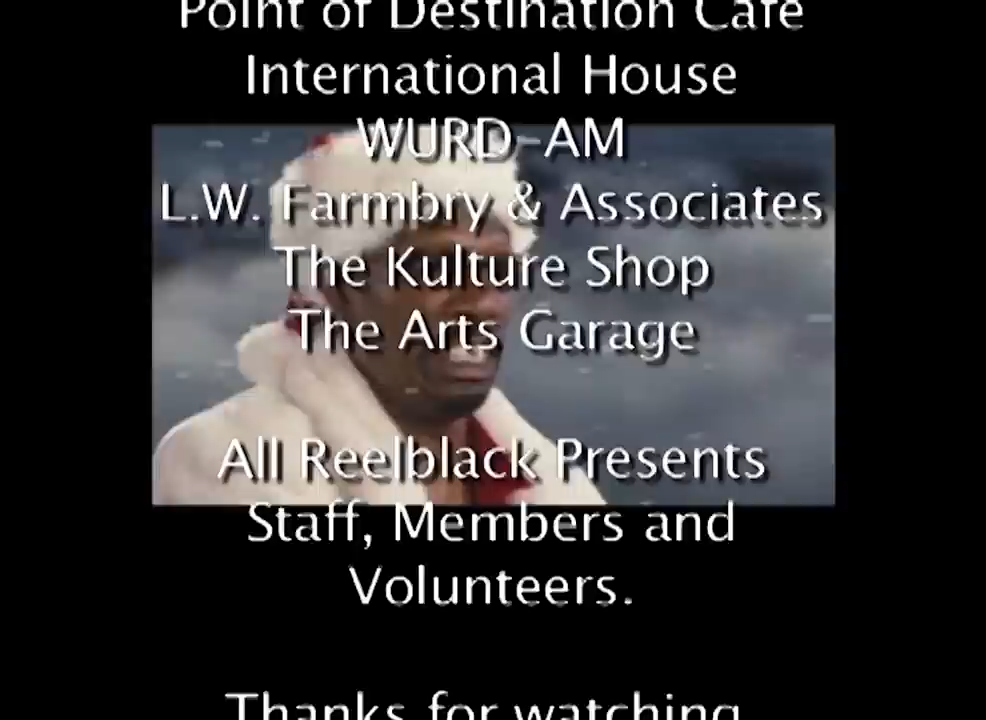 Point of Destination Cafe
International House
WURD-AM
L.W. Farmbry & Associates
The Kulture Shop
The Arts Garage
All Reelblack Presents
Staff, Members and
Volunteers.
Thanks for watching